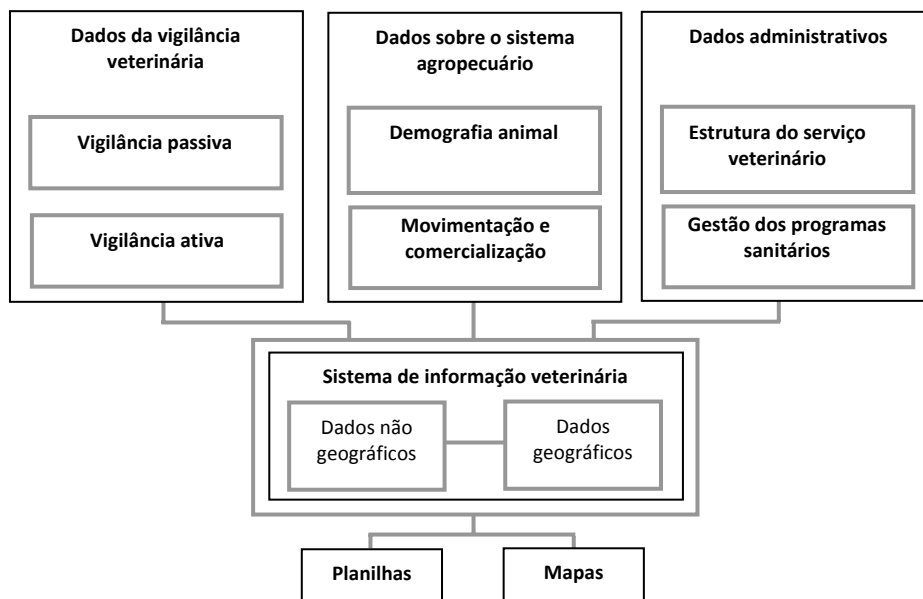 Dados da vigilância
veterinária
Vigilância passiva
Vigilância ativa
Dados sobre o sistema
agropecuário
Demografia animal
Movimentação e
comercialização
Dados administrativos
Estrutura do serviço
veterinário
Gestão dos programas
sanitários
Sistema de informação veterinária
Dados não
geográficos
Dados
geográficos
Planilhas
Mapas